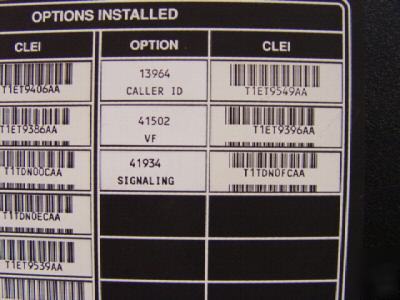 OPTIONS INSTALLED
CLEI OPTION CLEI
T1ET9406AA 13964 CALLER ID T1ET9549AA
T1ET9386AA 41502 VF T1ET9396AA
T1TDN00CAA 41934 SIGNALING T1TDN0FCAA
T1TDN0ECAA
T1ET9539AA